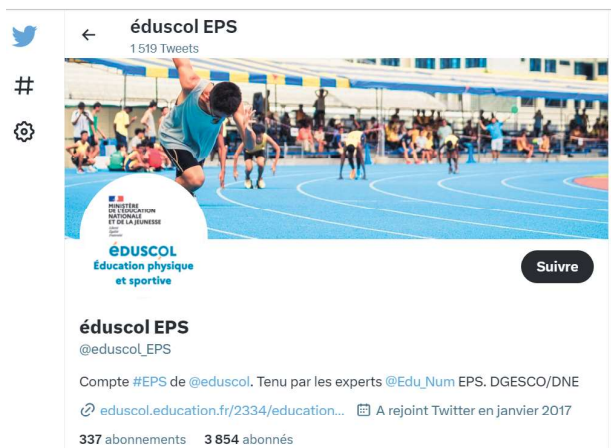 éduscol EPS
1 519 Tweets
MINISTÈRE
DE L'ÉDUCATION
NATIONALE
ET DE LA JEUNESSE
éDUSCOL
Éducation physique
et sportive
Suivre
éduscol EPS
@eduscol_EPS
Compte #EPS de @eduscol. Tenu par les experts @Edu_Num EPS. DGESCO/DNE
eduscol.education.fr/2334/education... A rejoint Twitter en janvier 2017
337 abonnements 3 854 abonnés